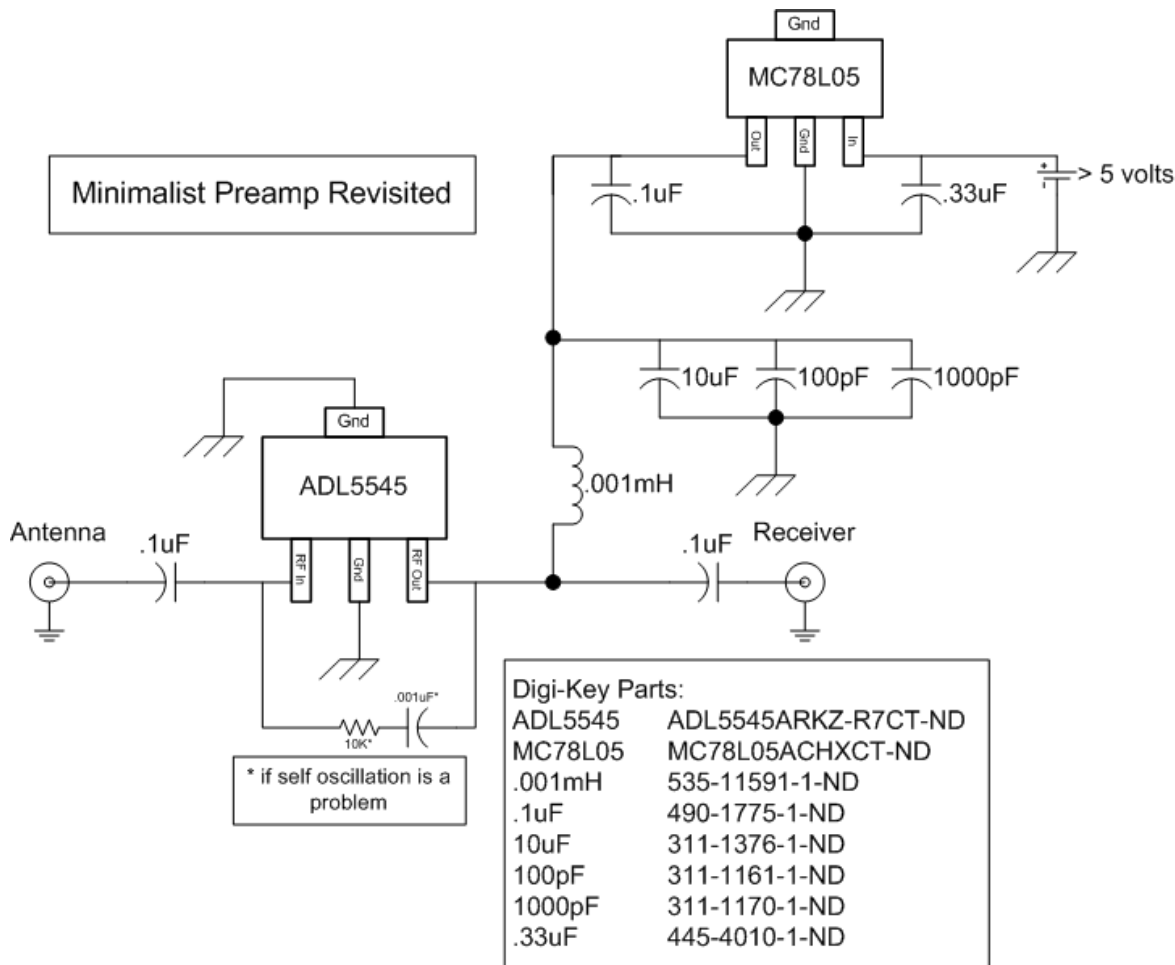 Gnd
MC78L05
Out
Gnd
In
Minimalist Preamp Revisited
.1uF
.33uF
+
-
> 5 volts
10uF
100pF
1000pF
Gnd
ADL5545
.001mH
Antenna
.1uF
RF In
Gnd
RF Out
.1uF
Receiver
.001uF*
10K*
* if self oscillation is a
problem
Digi-Key Parts:
ADL5545 ADL5545ARKZ-R7CT-ND
MC78L05 MC78L05ACHXCT-ND
.001mH 535-11591-1-ND
.1uF 490-1775-1-ND
10uF 311-1376-1-ND
100pF 311-1161-1-ND
1000pF 311-1170-1-ND
.33uF 445-4010-1-ND